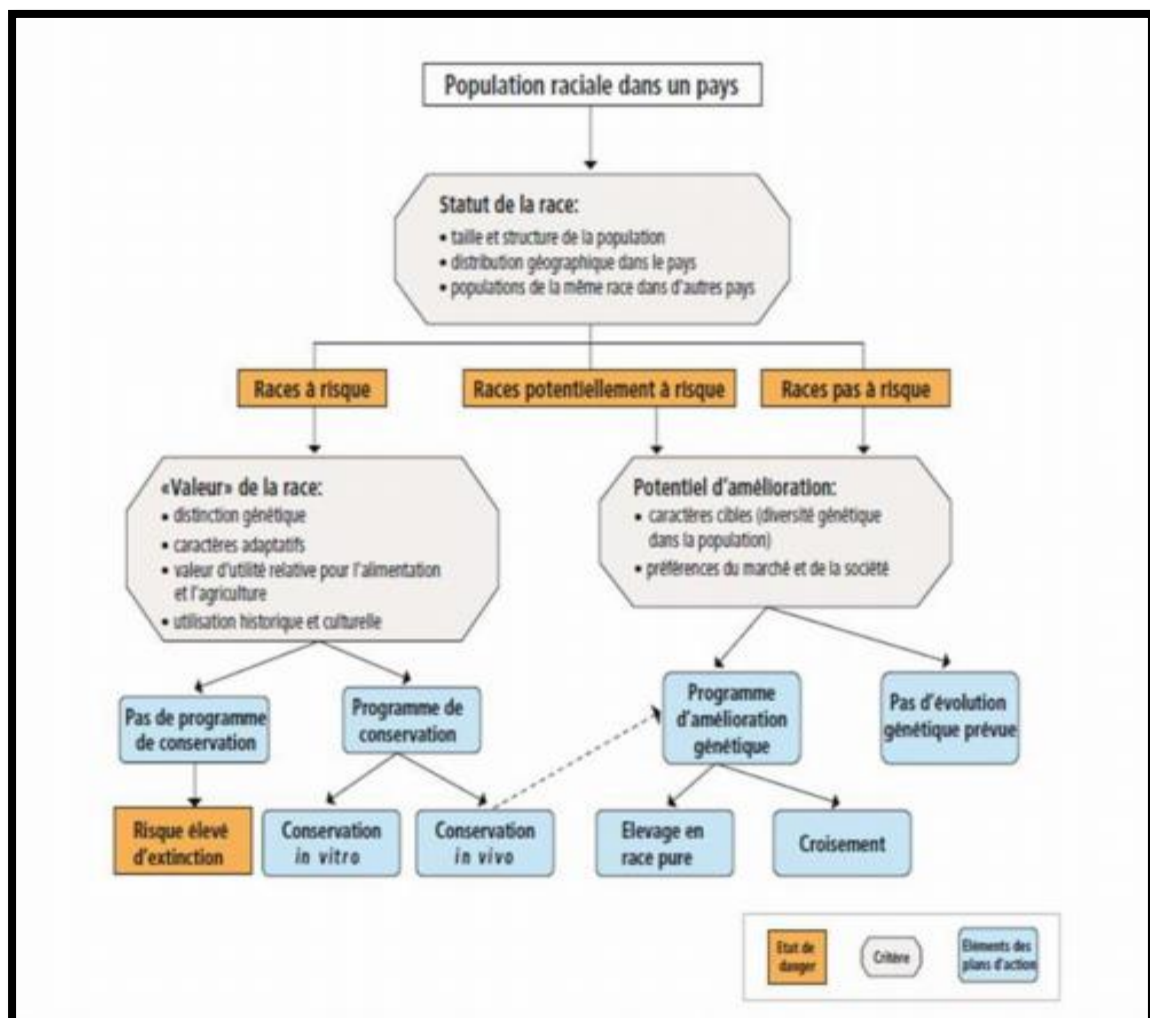 Population raciale dans un pays
Statut de la race:
• taille et structure de la population
• distribution géographique dans le pays
• populations de la même race dans d'autres pays
Races à risque
Races potentiellement à risque
Races pas à risque
«Valeur» de la race:
• distinction génétique
• caractères adaptatifs
• valeur d'utilité relative pour l'alimentation
et l'agriculture
• utilisation historique et culturelle
Potentiel d'amélioration:
• caractères cibles (diversité génétique
dans la population)
• préférences du marché et de la société
Pas de programme
de conservation
Programme de
conservation
Programme
d'amélioration
génétique
Pas d'évolution
génétique prévue
Risque élevé
d'extinction
Conservation
in vitro
Conservation
in vivo
Elevage en
race pure
Croisement
Etat de
danger
Critère
Eléments des
plans d'action